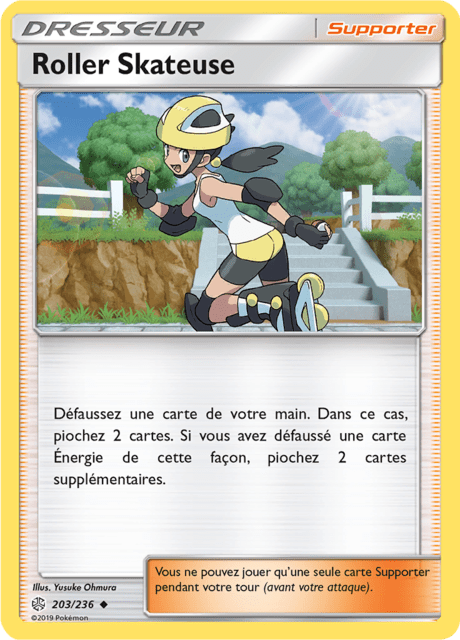 DRESSEUR
Supporter
Roller Skateuse
Défaussez une carte de votre main. Dans ce cas,
piochez 2 cartes. Si vous avez défaussé une carte
Énergie de cette façon, piochez 2 cartes
supplémentaires.
Vous ne pouvez jouer qu'une seule carte Supporter
pendant votre tour (avant votre attaque).
Illus. Yusuke Ohmura
203/236
©2019 Pokémon